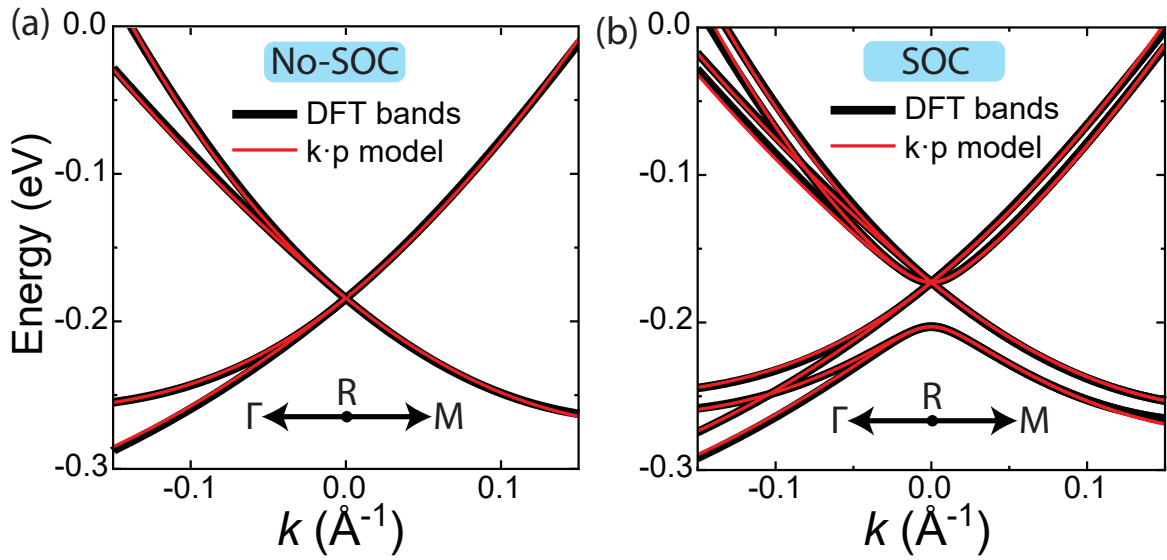 (a)
No-SOC
DFT bands
k·p model
Γ
R
M
0.0
-0.1
-0.2
-0.3
Energy (eV)
-0.1
0.0
0.1
k (Å⁻¹)
(b)
SOC
DFT bands
k·p model
Γ
R
M
0.0
-0.1
-0.2
-0.3
-0.1
0.0
0.1
k (Å⁻¹)